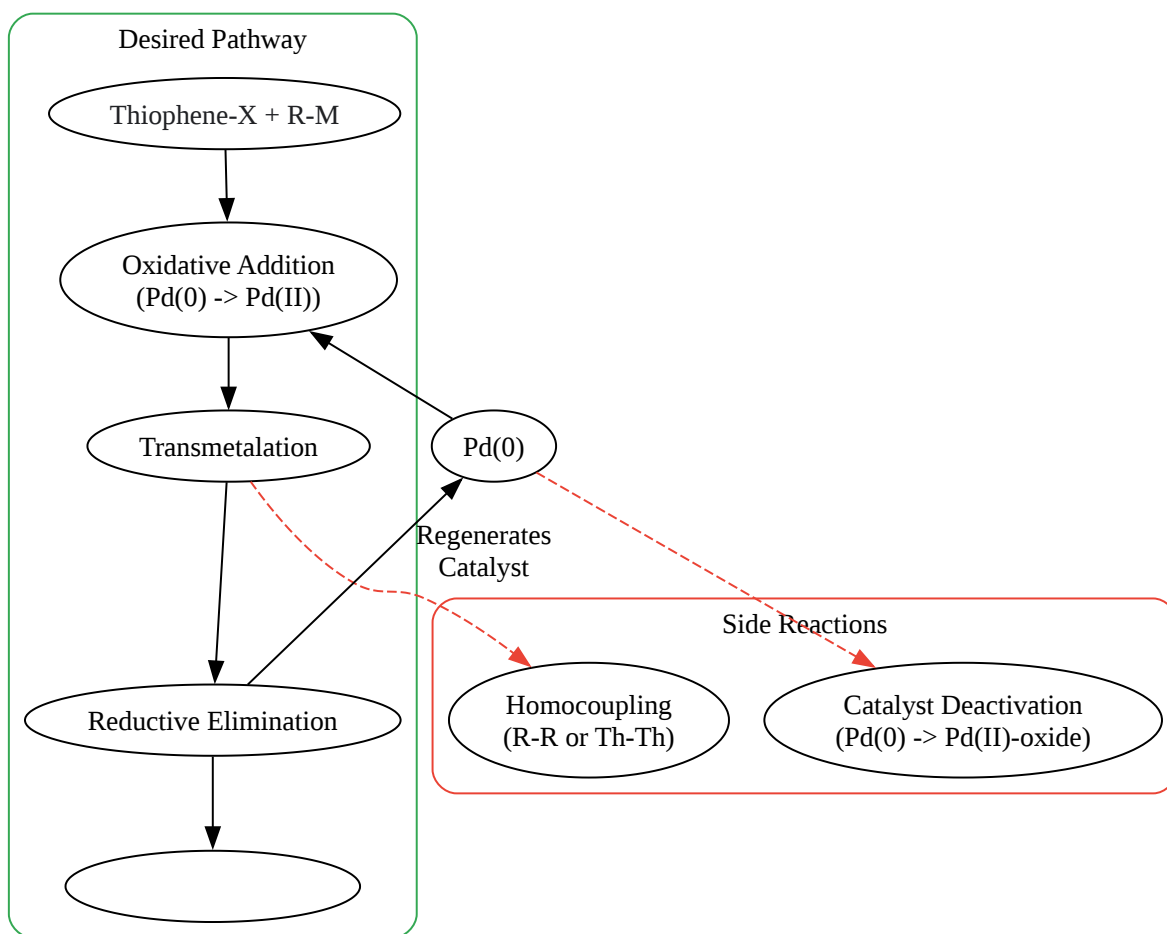 Desired Pathway
Thiophene-X + R-M
Oxidative Addition
(Pd(0) -> Pd(II))
Transmetalation
Pd(0)
Regenerates
Catalyst
Side Reactions
Reductive Elimination
Homocoupling
(R-R or Th-Th)
Catalyst Deactivation
(Pd(0) -> Pd(II)-oxide)